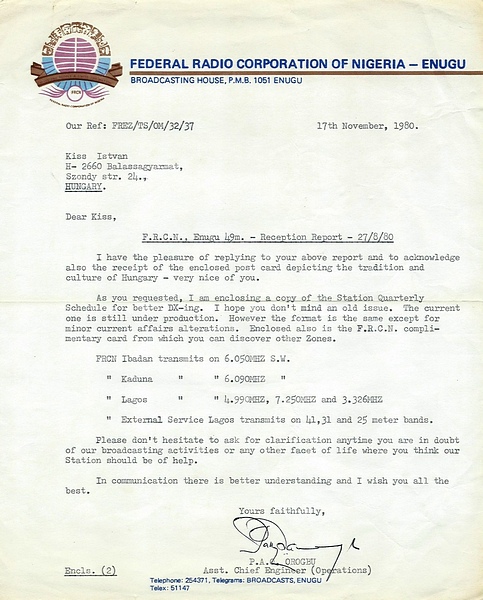 FRCN
FEDERAL RADIO CORPORATION OF NIGERIA
FEDERAL RADIO CORPORATION OF NIGERIA — ENUGU
BROADCASTING HOUSE, P.M.B. 1051 ENUGU
Our Ref: FREZ/TS/OM/32/37 17th November, 1980.
Kiss Istvan
H- 2660 Balassagyarmat,
Szondy str. 24.,
HUNGARY.
Dear Kiss,
F.R.C.N., Enugu 49m. - Reception Report - 27/8/80
I have the pleasure of replying to your above report and to acknowledge
also the receipt of the enclosed post card depicting the tradition and
culture of Hungary - very nice of you.
As you requested, I am enclosing a copy of the Station Quarterly
Schedule for better DX-ing. I hope you don't mind an old issue. The current
one is still under production. However the format is the same except for
minor current affairs alterations. Enclosed also is the F.R.C.N. compli-
mentary card from which you can discover other Zones.
FRCN Ibadan transmits on 6.050MHZ S.W.
" Kaduna " " 6.090MHZ "
" Lagos " " 4.990MHZ, 7.250MHZ and 3.326MHZ
" External Service Lagos transmits on 41,31 and 25 meter bands.
Please don't hesitate to ask for clarification anytime you are in doubt
of our broadcasting activities or any other facet of life where you think our
Station should be of help.
In communication there is better understanding and I wish you all the
best.
Yours faithfully,
P.A.C. OROGBU
Encls. (2) Asst. Chief Engineer (Operations)
Telephone: 254371, Telegrams: BROADCASTS, ENUGU
Telex: 51147